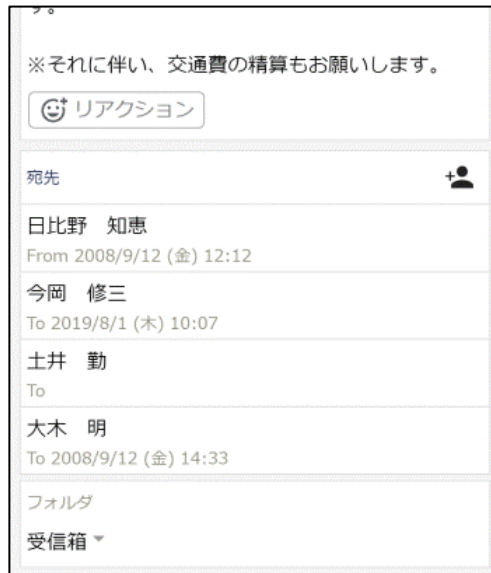 す。
※それに伴い、交通費の精算もお願いします。
リアクション
宛先
日比野 知恵
From 2008/9/12 (金) 12:12
今岡 修三
To 2019/8/1 (木) 10:07
土井 勤
To
大木 明
To 2008/9/12 (金) 14:33
フォルダ
受信箱